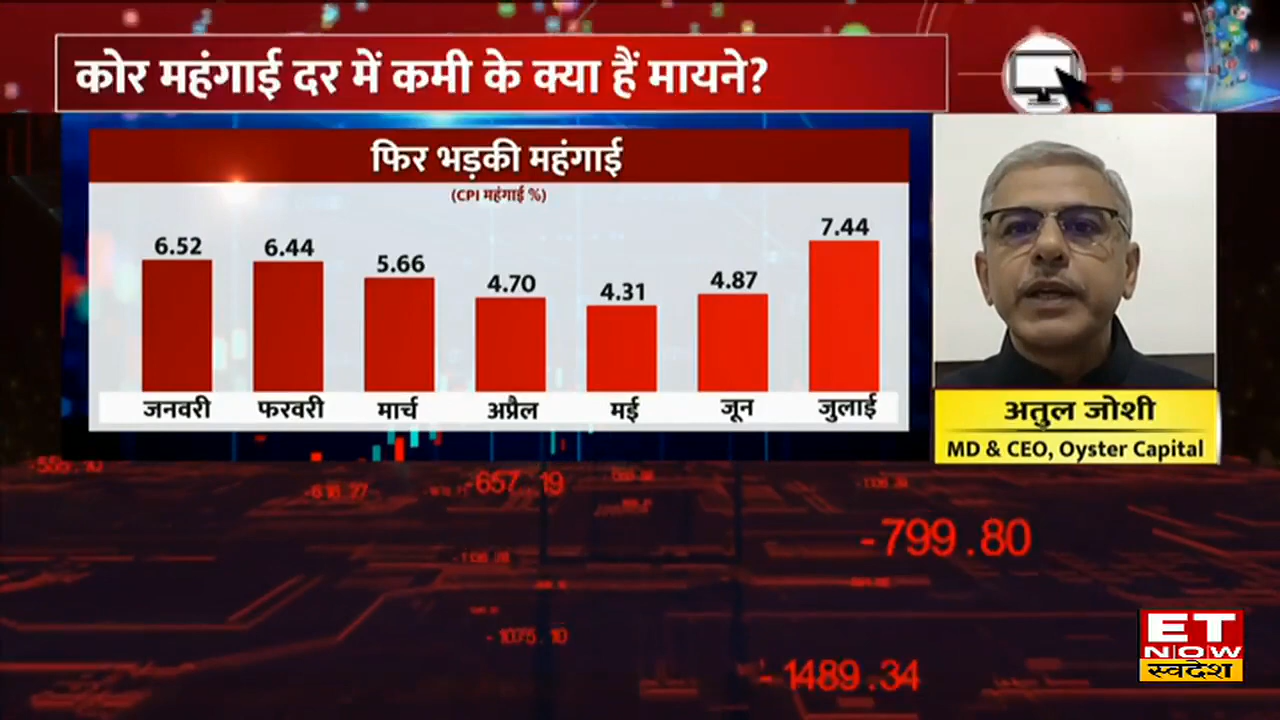 कोर महंगाई दर में कमी के क्या हैं मायने?
फिर भड़की महंगाई
(CPI महंगाई %)
6.52 6.44 5.66 4.70 4.31 4.87 7.44
जनवरी फरवरी मार्च अप्रैल मई जून जुलाई
अतुल जोशी
MD & CEO, Oyster Capital
-657.19
-799.80
-1075.10
-1489.34
ET
NOW
स्वदेश